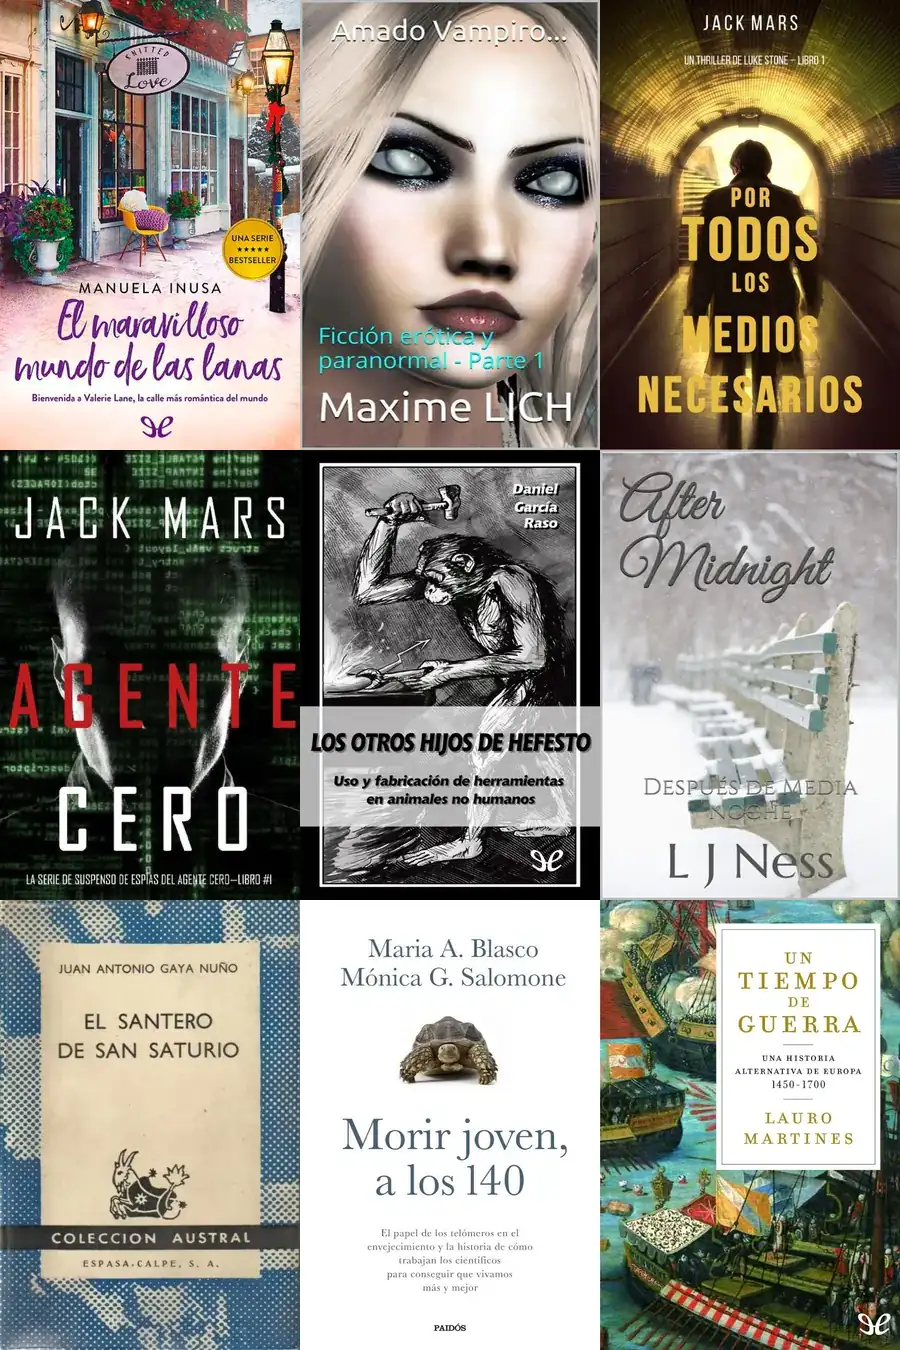 KNITTED
Love
UNA SERIE
★★★★★
BESTSELLER
MANUELA INUSA
El maravilloso
mundo de las lanas
Bienvenida a Valerie Lane, la calle más romántica del mundo
Amado Vampiro...
Ficción erótica y
paranormal - Parte 1
Maxime LICH
JACK MARS
UN THRILLER DE LUKE STONE – LIBRO 1
POR
TODOS
LOS
MEDIOS
NECESARIOS
JACK MARS
AGENTE
CERO
LA SERIE DE SUSPENSO DE ESPÍAS DEL AGENTE CERO—LIBRO #1
Daniel
García
Raso
LOS OTROS HIJOS DE HEFESTO
Uso y fabricación de herramientas
en animales no humanos
After
Midnight
DESPUÉS DE MEDIA
NOCHE
L J NESS
JUAN ANTONIO GAYA NUÑO
EL SANTERO
DE SAN SATURIO
COLECCION AUSTRAL
ESPASA-CALPE, S. A.
Maria A. Blasco
Mónica G. Salomone
Morir joven,
a los 140
El papel de los telómeros en el
envejecimiento y la historia de cómo
trabajan los científicos
para conseguir que vivamos
más y mejor
PAIDÓS
UN
TIEMPO
DE
GUERRA
UNA HISTORIA
ALTERNATIVA DE EUROPA
1450-1700
LAURO
MARTINES